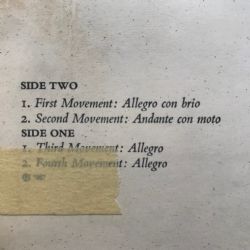 SIDE TWO
1. First Movement: Allegro con brio
2. Second Movement: Andante con moto
SIDE ONE
1. Third Movement: Allegro
2. Fourth Movement: Allegro